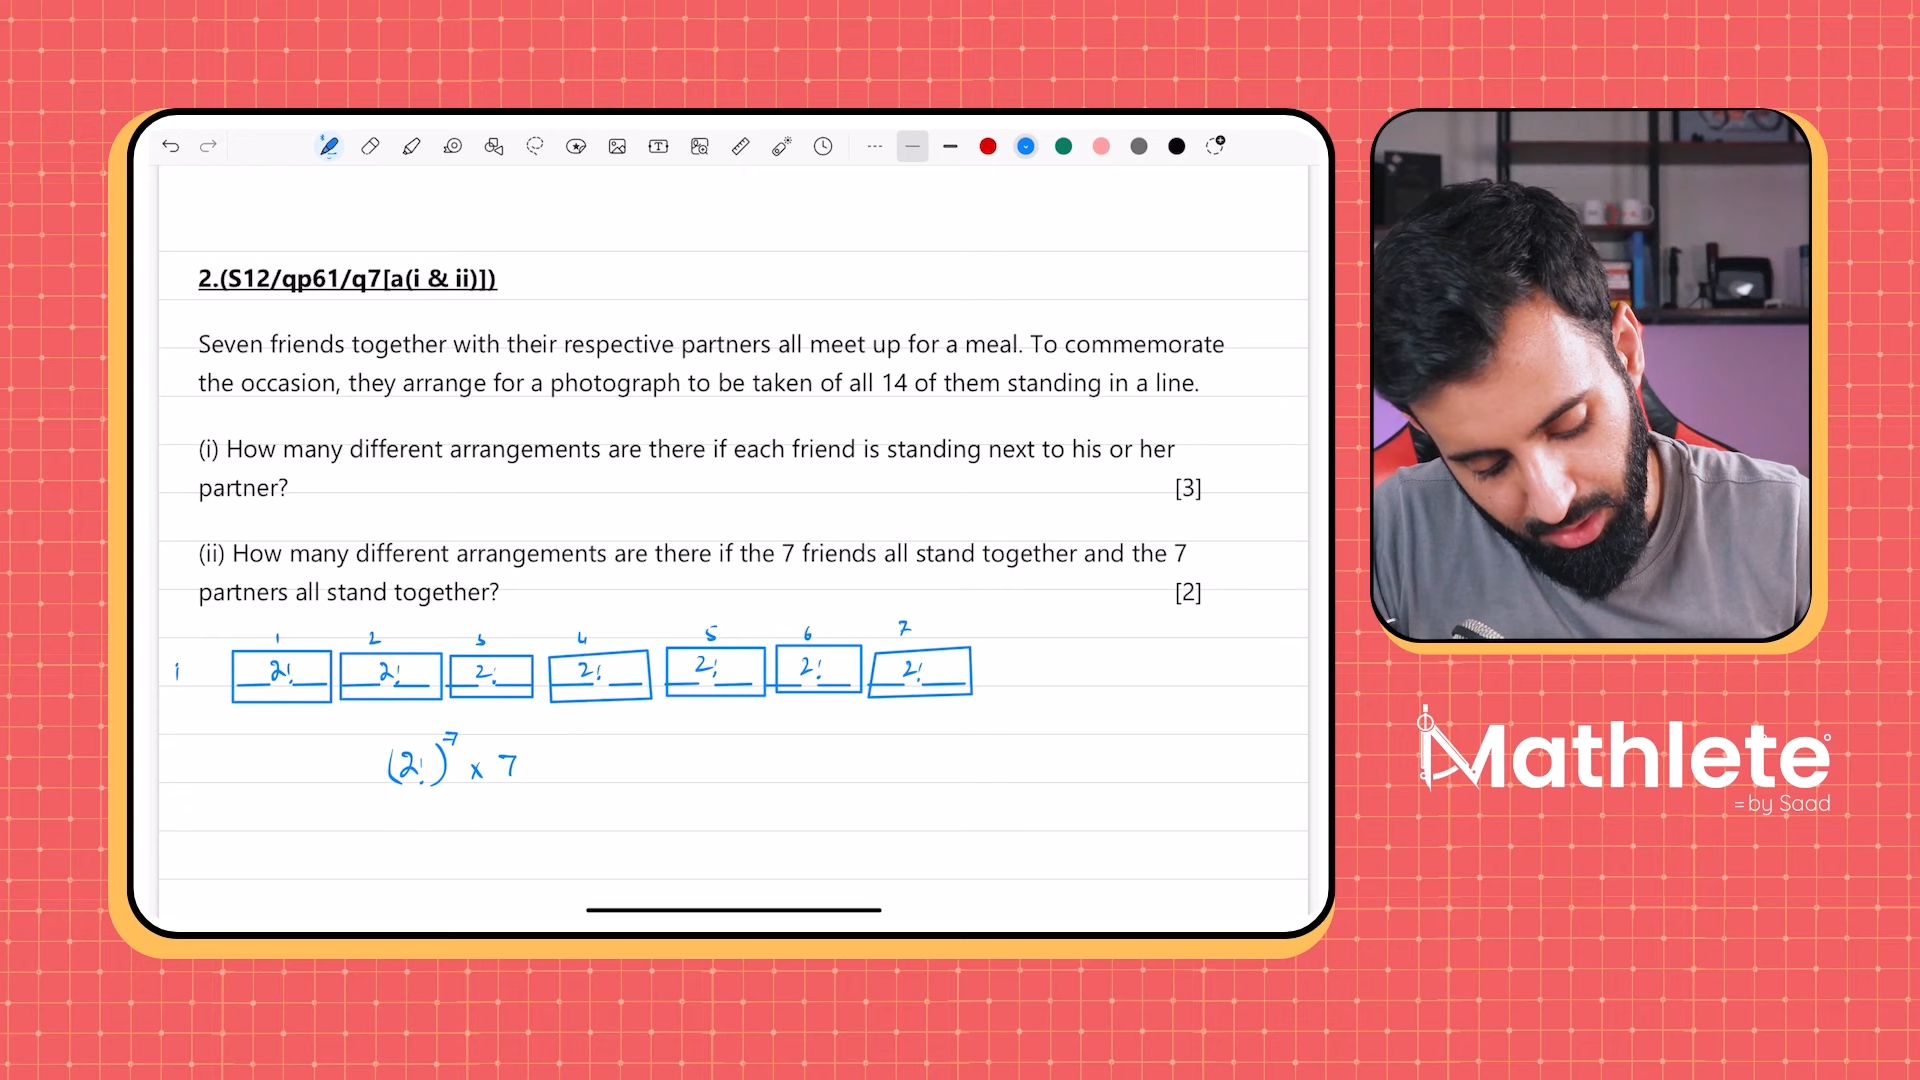 2.(S12/qp61/q7[a(i & ii)])
Seven friends together with their respective partners all meet up for a meal. To commemorate
the occasion, they arrange for a photograph to be taken of all 14 of them standing in a line.
(i) How many different arrangements are there if each friend is standing next to his or her
partner? [3]
(ii) How many different arrangements are there if the 7 friends all stand together and the 7
partners all stand together? [2]
1 2 3 4 5 6 7
i 2! 2! 2! 2! 2! 2! 2!
(2!)^7 x 7
Mathlete
= by Saad